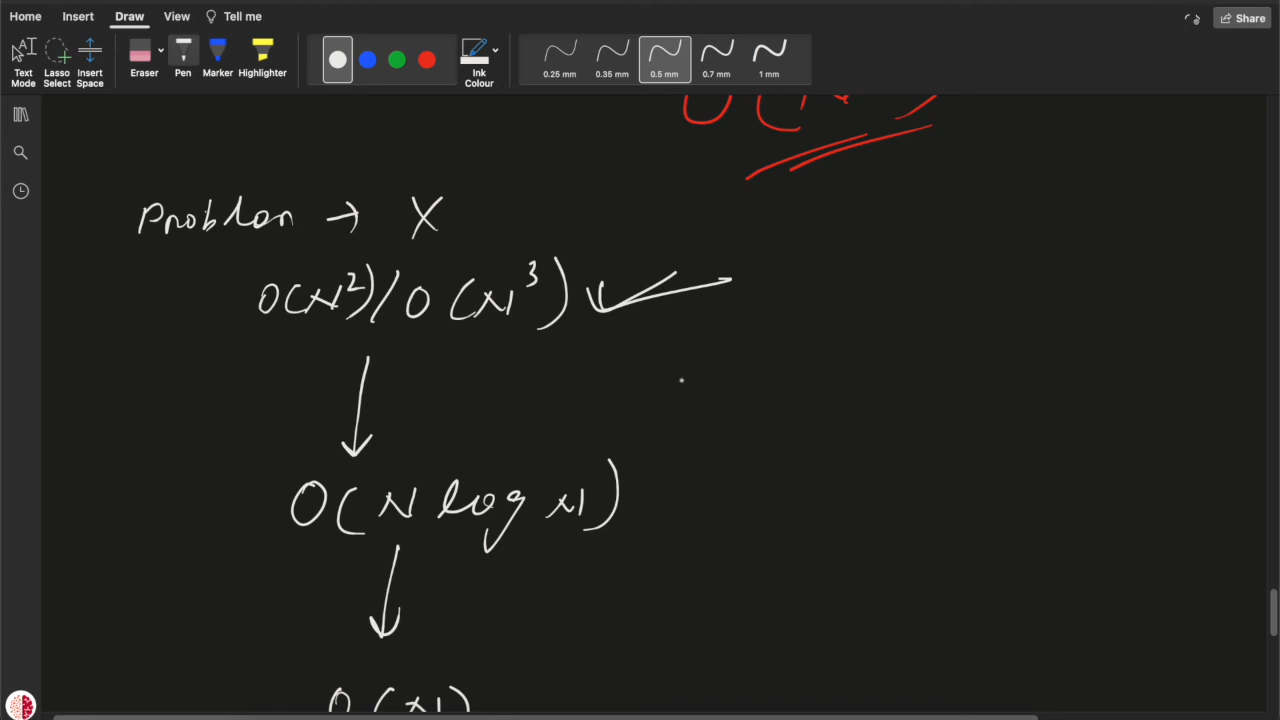 Home Insert Draw View Tell me Share
Text Mode Lasso Select Insert Space Eraser Pen Marker Highlighter Ink Colour 0.25 mm 0.35 mm 0.5 mm 0.7 mm 1 mm
Problem → X
O(N²)/O(N³)
O(N log N)
O(N)